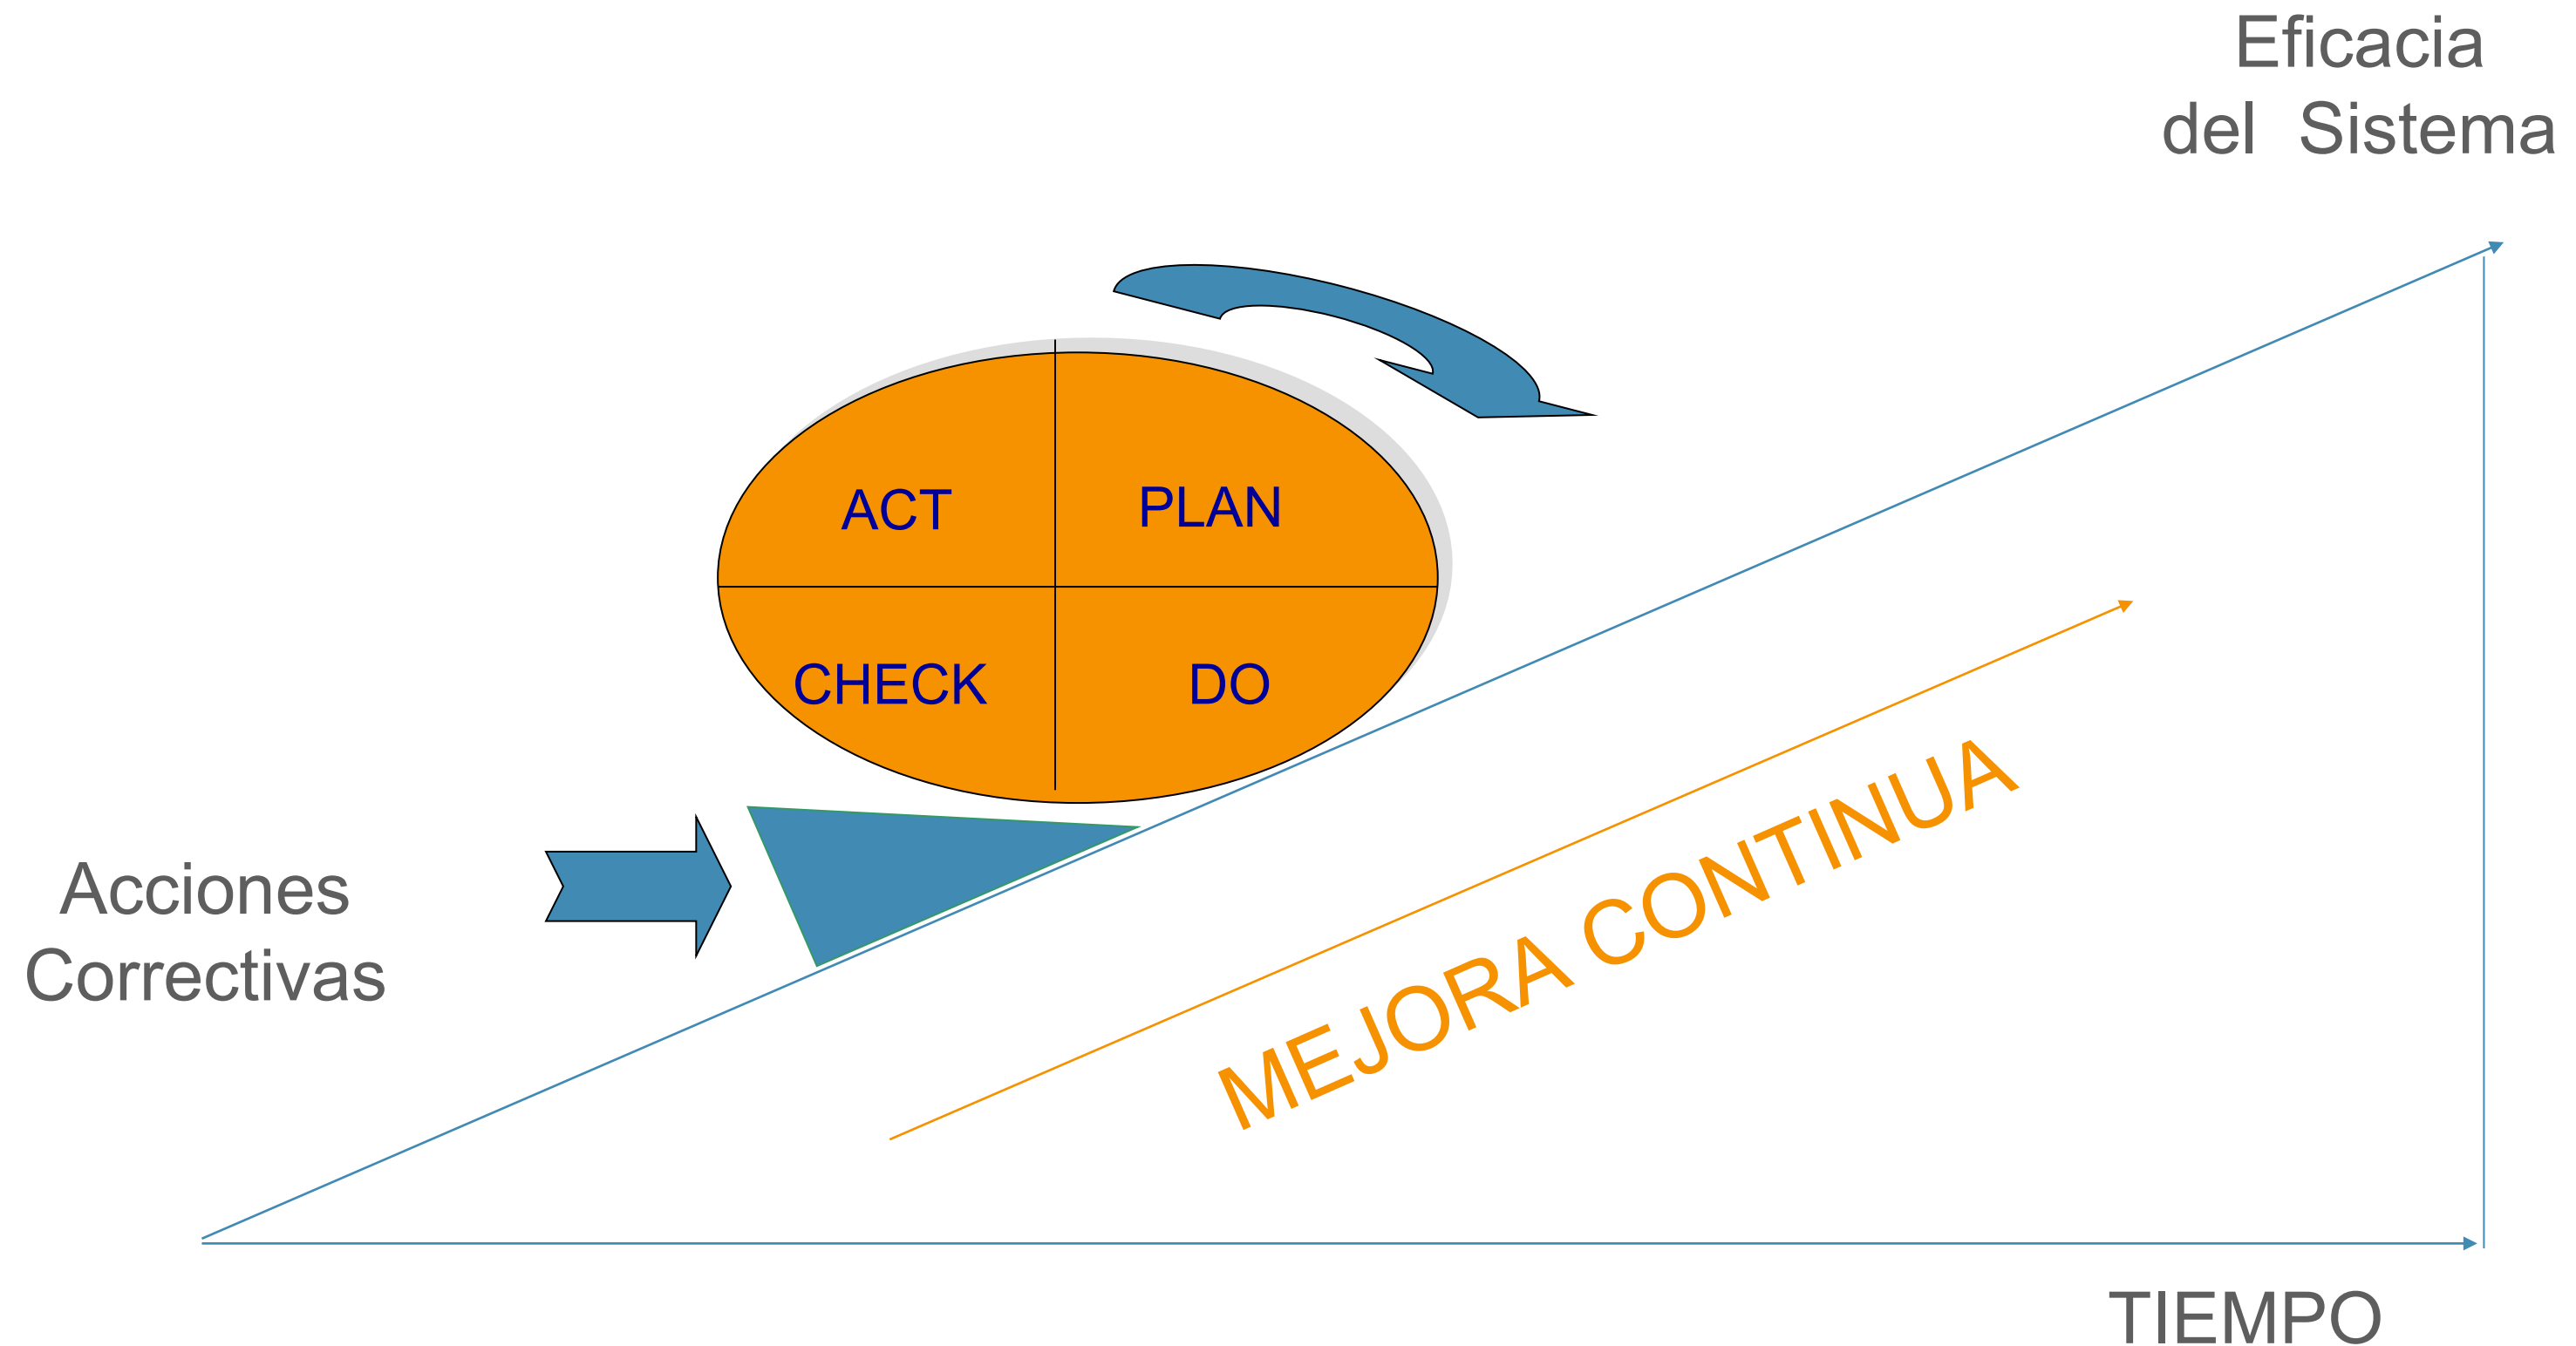 Eficacia
del Sistema
ACT
PLAN
CHECK
DO
Acciones
Correctivas
MEJORA CONTINUA
TIEMPO